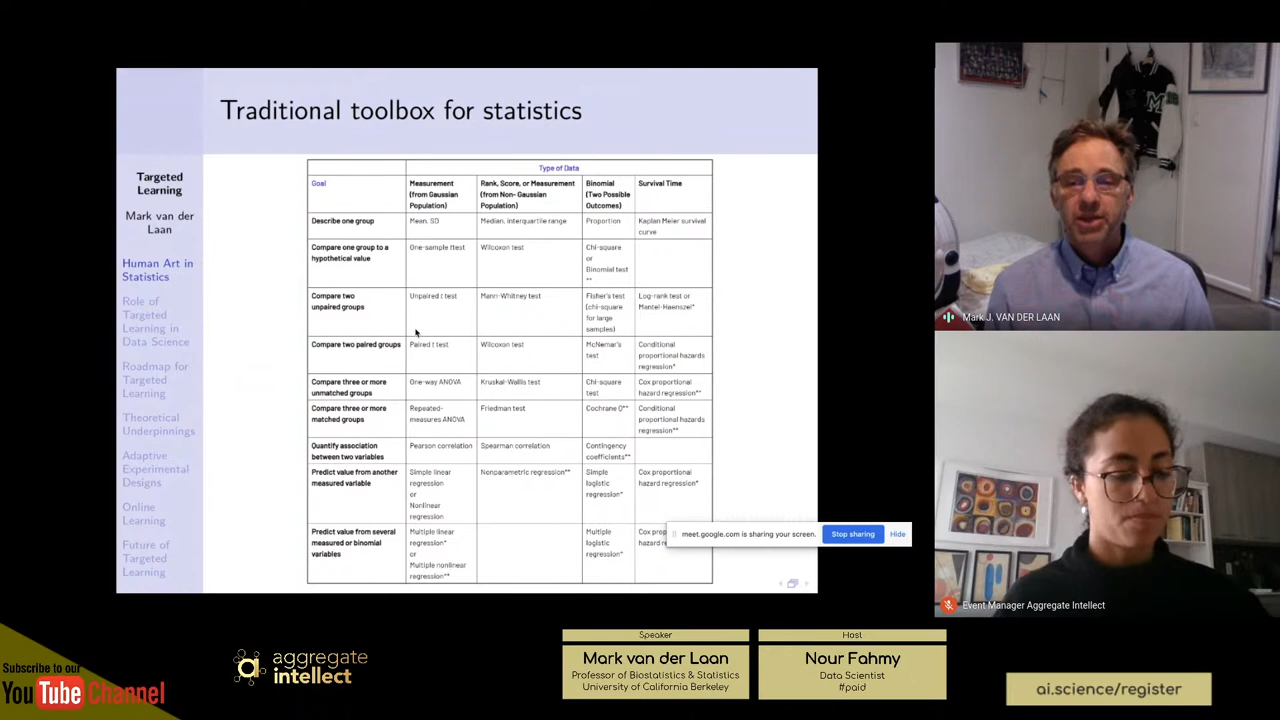 Traditional toolbox for statistics
Targeted
Learning
Mark van der
Laan
Human Art in
Statistics
Role of
Targeted
Learning in
Data Science
Roadmap for
Targeted
Learning
Theoretical
Underpinnings
Adaptive
Experimental
Designs
Online
Learning
Future of
Targeted
Learning
Type of Data
Goal
Measurement
(from Gaussian
Population)
Rank, Score, or Measurement
(from Non- Gaussian
Population)
Binomial
(Two Possible
Outcomes)
Survival Time
Describe one group
Mean, SD
Median, interquartile range
Proportion
Kaplan Meier survival
curve
Compare one group to a
hypothetical value
One-sample ttest
Wilcoxon test
Chi-square
or
Binomial test
**
Compare two
unpaired groups
Unpaired t test
Mann-Whitney test
Fisher's test
(chi-square
for large
samples)
Log-rank test or
Mantel-Haenszel*
Compare two paired groups
Paired t test
Wilcoxon test
McNemar's
test
Conditional
proportional hazards
regression*
Compare three or more
unmatched groups
One-way ANOVA
Kruskal-Wallis test
Chi-square
test
Cox proportional
hazard regression**
Compare three or more
matched groups
Repeated-
measures ANOVA
Friedman test
Cochrane Q**
Conditional
proportional hazards
regression**
Quantify association
between two variables
Pearson correlation
Spearman correlation
Contingency
coefficients**
Predict value from another
measured variable
Simple linear
regression
or
Nonlinear
regression
Nonparametric regression**
Simple
logistic
regression*
Cox proportional
hazard regression*
Predict value from several
measured or binomial
variables
Multiple linear
regression*
or
Multiple nonlinear
regression**
Multiple
logistic
regression*
Cox
hazard
meet.google.com is sharing your screen.
Stop sharing
Hide
Mark J. VAN DER LAAN
Event Manager Aggregate Intellect
Subscribe to our
YouTube Channel
aggregate
intellect
Speaker
Mark van der Laan
Professor of Biostatistics & Statistics
University of California Berkeley
Host
Nour Fahmy
Data Scientist
#paid
ai.science/register